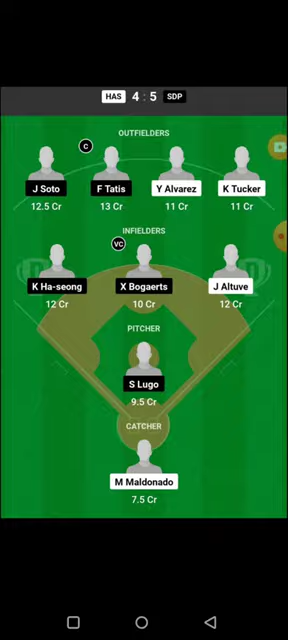 HAS 4 : 5 SDP
OUTFIELDERS
C
J Soto F Tatis Y Alvarez K Tucker
12.5 Cr 13 Cr 11 Cr 11 Cr
INFIELDERS
VC
K Ha-seong X Bogaerts J Altuve
12 Cr 10 Cr 12 Cr
PITCHER
S Lugo
9.5 Cr
CATCHER
M Maldonado
7.5 Cr